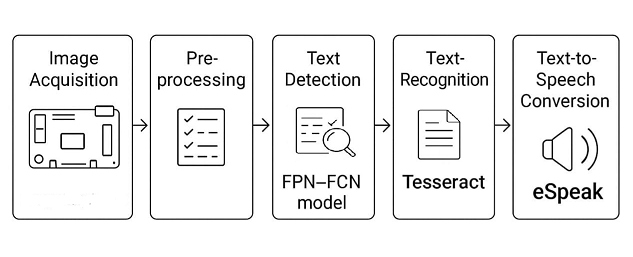 Image
Acquisition
Pre-
processing
Text
Detection
FPN–FCN
model
Text-
Recognition
Tesseract
Text-to-
Speech
Conversion
eSpeak